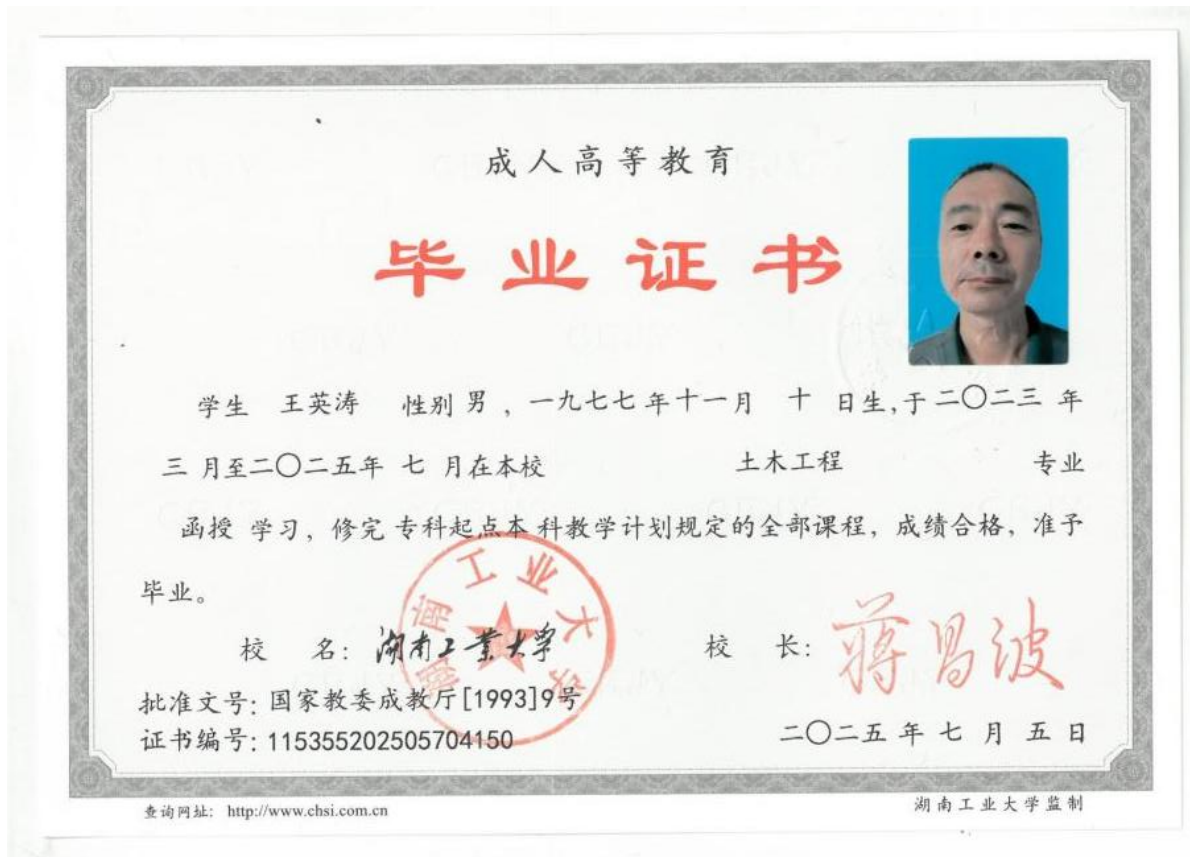 成人高等教育
毕业证书
学生 王英涛 性别 男 ，一九七七 年十一月 十 日生,于二〇二三 年
三 月至二〇二五年 七 月在本校 土木工程 专业
函授 学习，修完 专科起点本 科教学计划规定的全部课程，成绩合格，准予
毕业。
校 名：湖南工业大学 校 长：蒋昌波
湖南工业大学
批准文号：国家教委成教厅[1993]9号
证书编号：115355202505704150
二〇二五 年 七 月 五 日
查询网址： http://www.chsi.com.cn
湖南工业大学监制